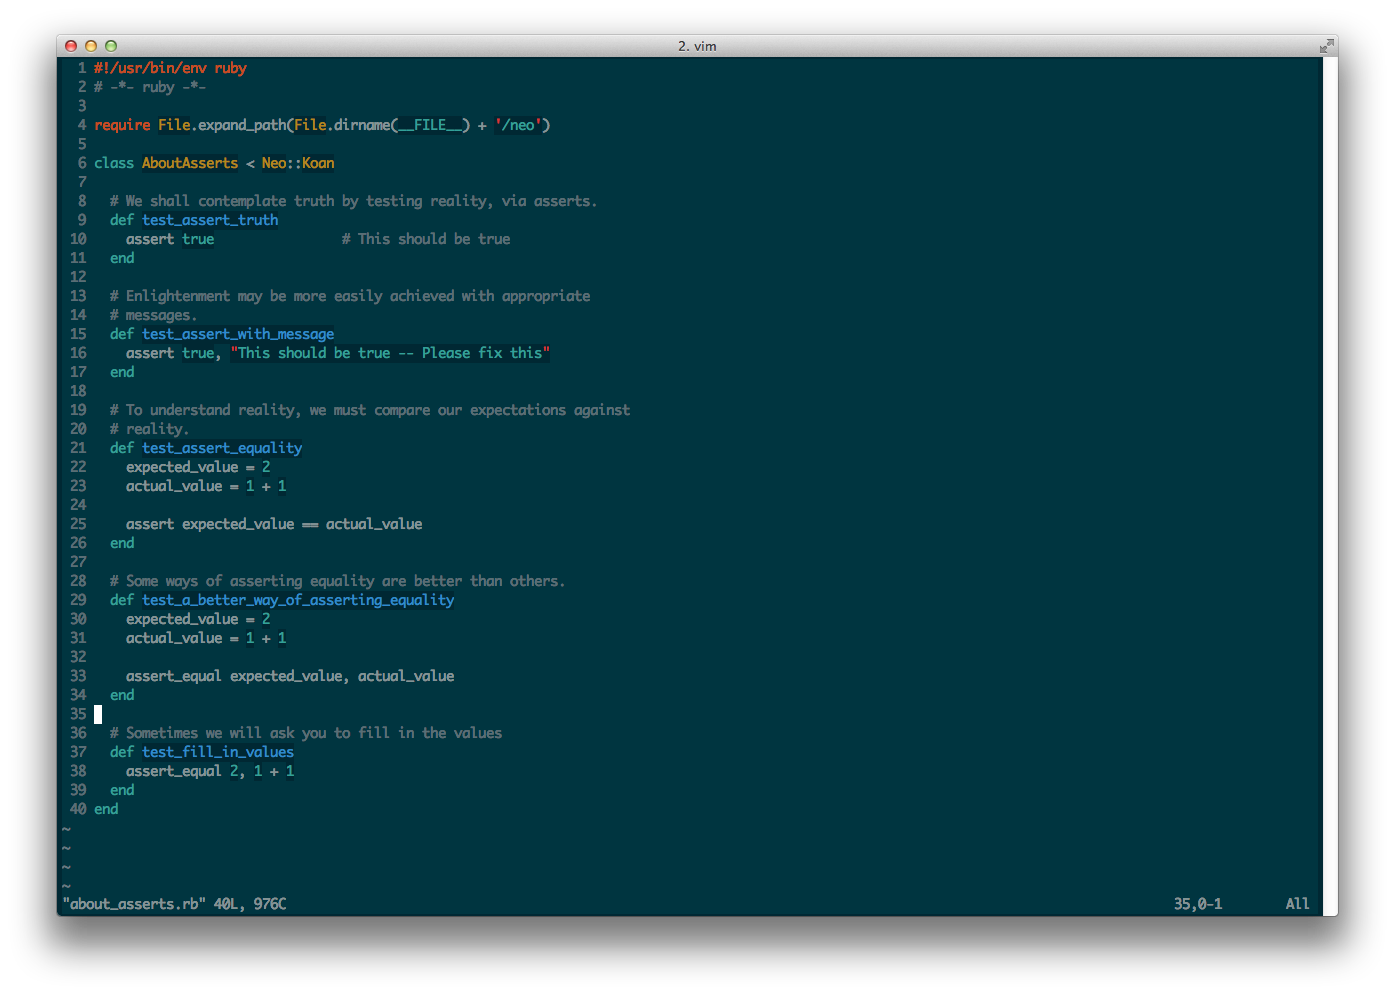 2. vim
1 #!/usr/bin/env ruby
2 # -*- ruby -*-
3
4 require File.expand_path(File.dirname(__FILE__) + '/neo')
5
6 class AboutAsserts < Neo::Koan
7
8   # We shall contemplate truth by testing reality, via asserts.
9   def test_assert_truth
10     assert true                # This should be true
11   end
12
13   # Enlightenment may be more easily achieved with appropriate
14   # messages.
15   def test_assert_with_message
16     assert true, "This should be true -- Please fix this"
17   end
18
19   # To understand reality, we must compare our expectations against
20   # reality.
21   def test_assert_equality
22     expected_value = 2
23     actual_value = 1 + 1
24
25     assert expected_value == actual_value
26   end
27
28   # Some ways of asserting equality are better than others.
29   def test_a_better_way_of_asserting_equality
30     expected_value = 2
31     actual_value = 1 + 1
32
33     assert_equal expected_value, actual_value
34   end
35
36   # Sometimes we will ask you to fill in the values
37   def test_fill_in_values
38     assert_equal 2, 1 + 1
39   end
40 end
~
~
~
~
"about_asserts.rb" 40L, 976C 35,0-1 All